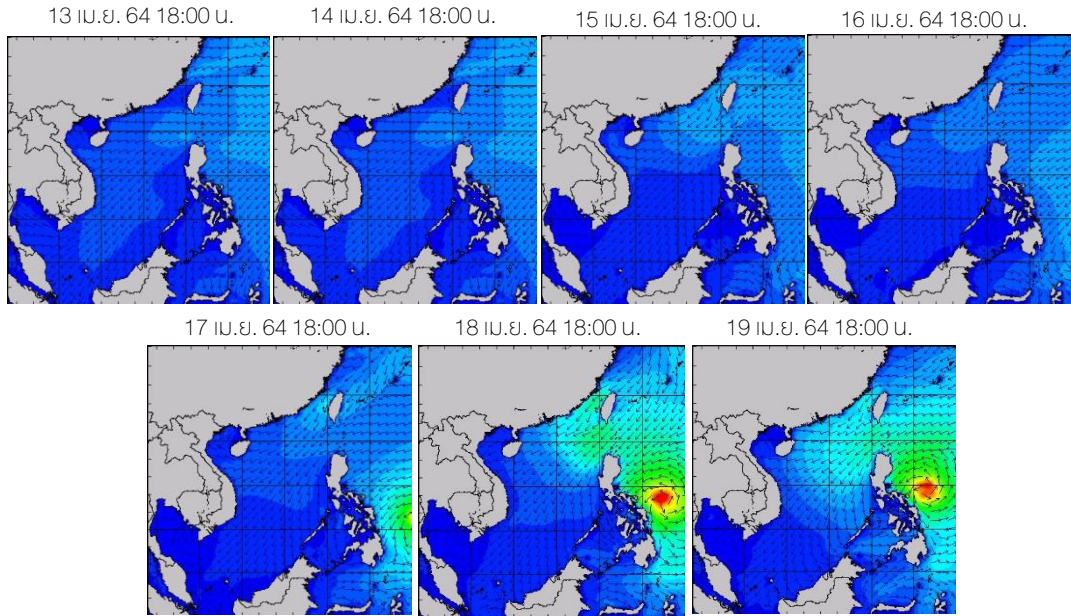 13 เม.ย. 64 18:00 น.
14 เม.ย. 64 18:00 น.
15 เม.ย. 64 18:00 น.
16 เม.ย. 64 18:00 น.
17 เม.ย. 64 18:00 น.
18 เม.ย. 64 18:00 น.
19 เม.ย. 64 18:00 น.